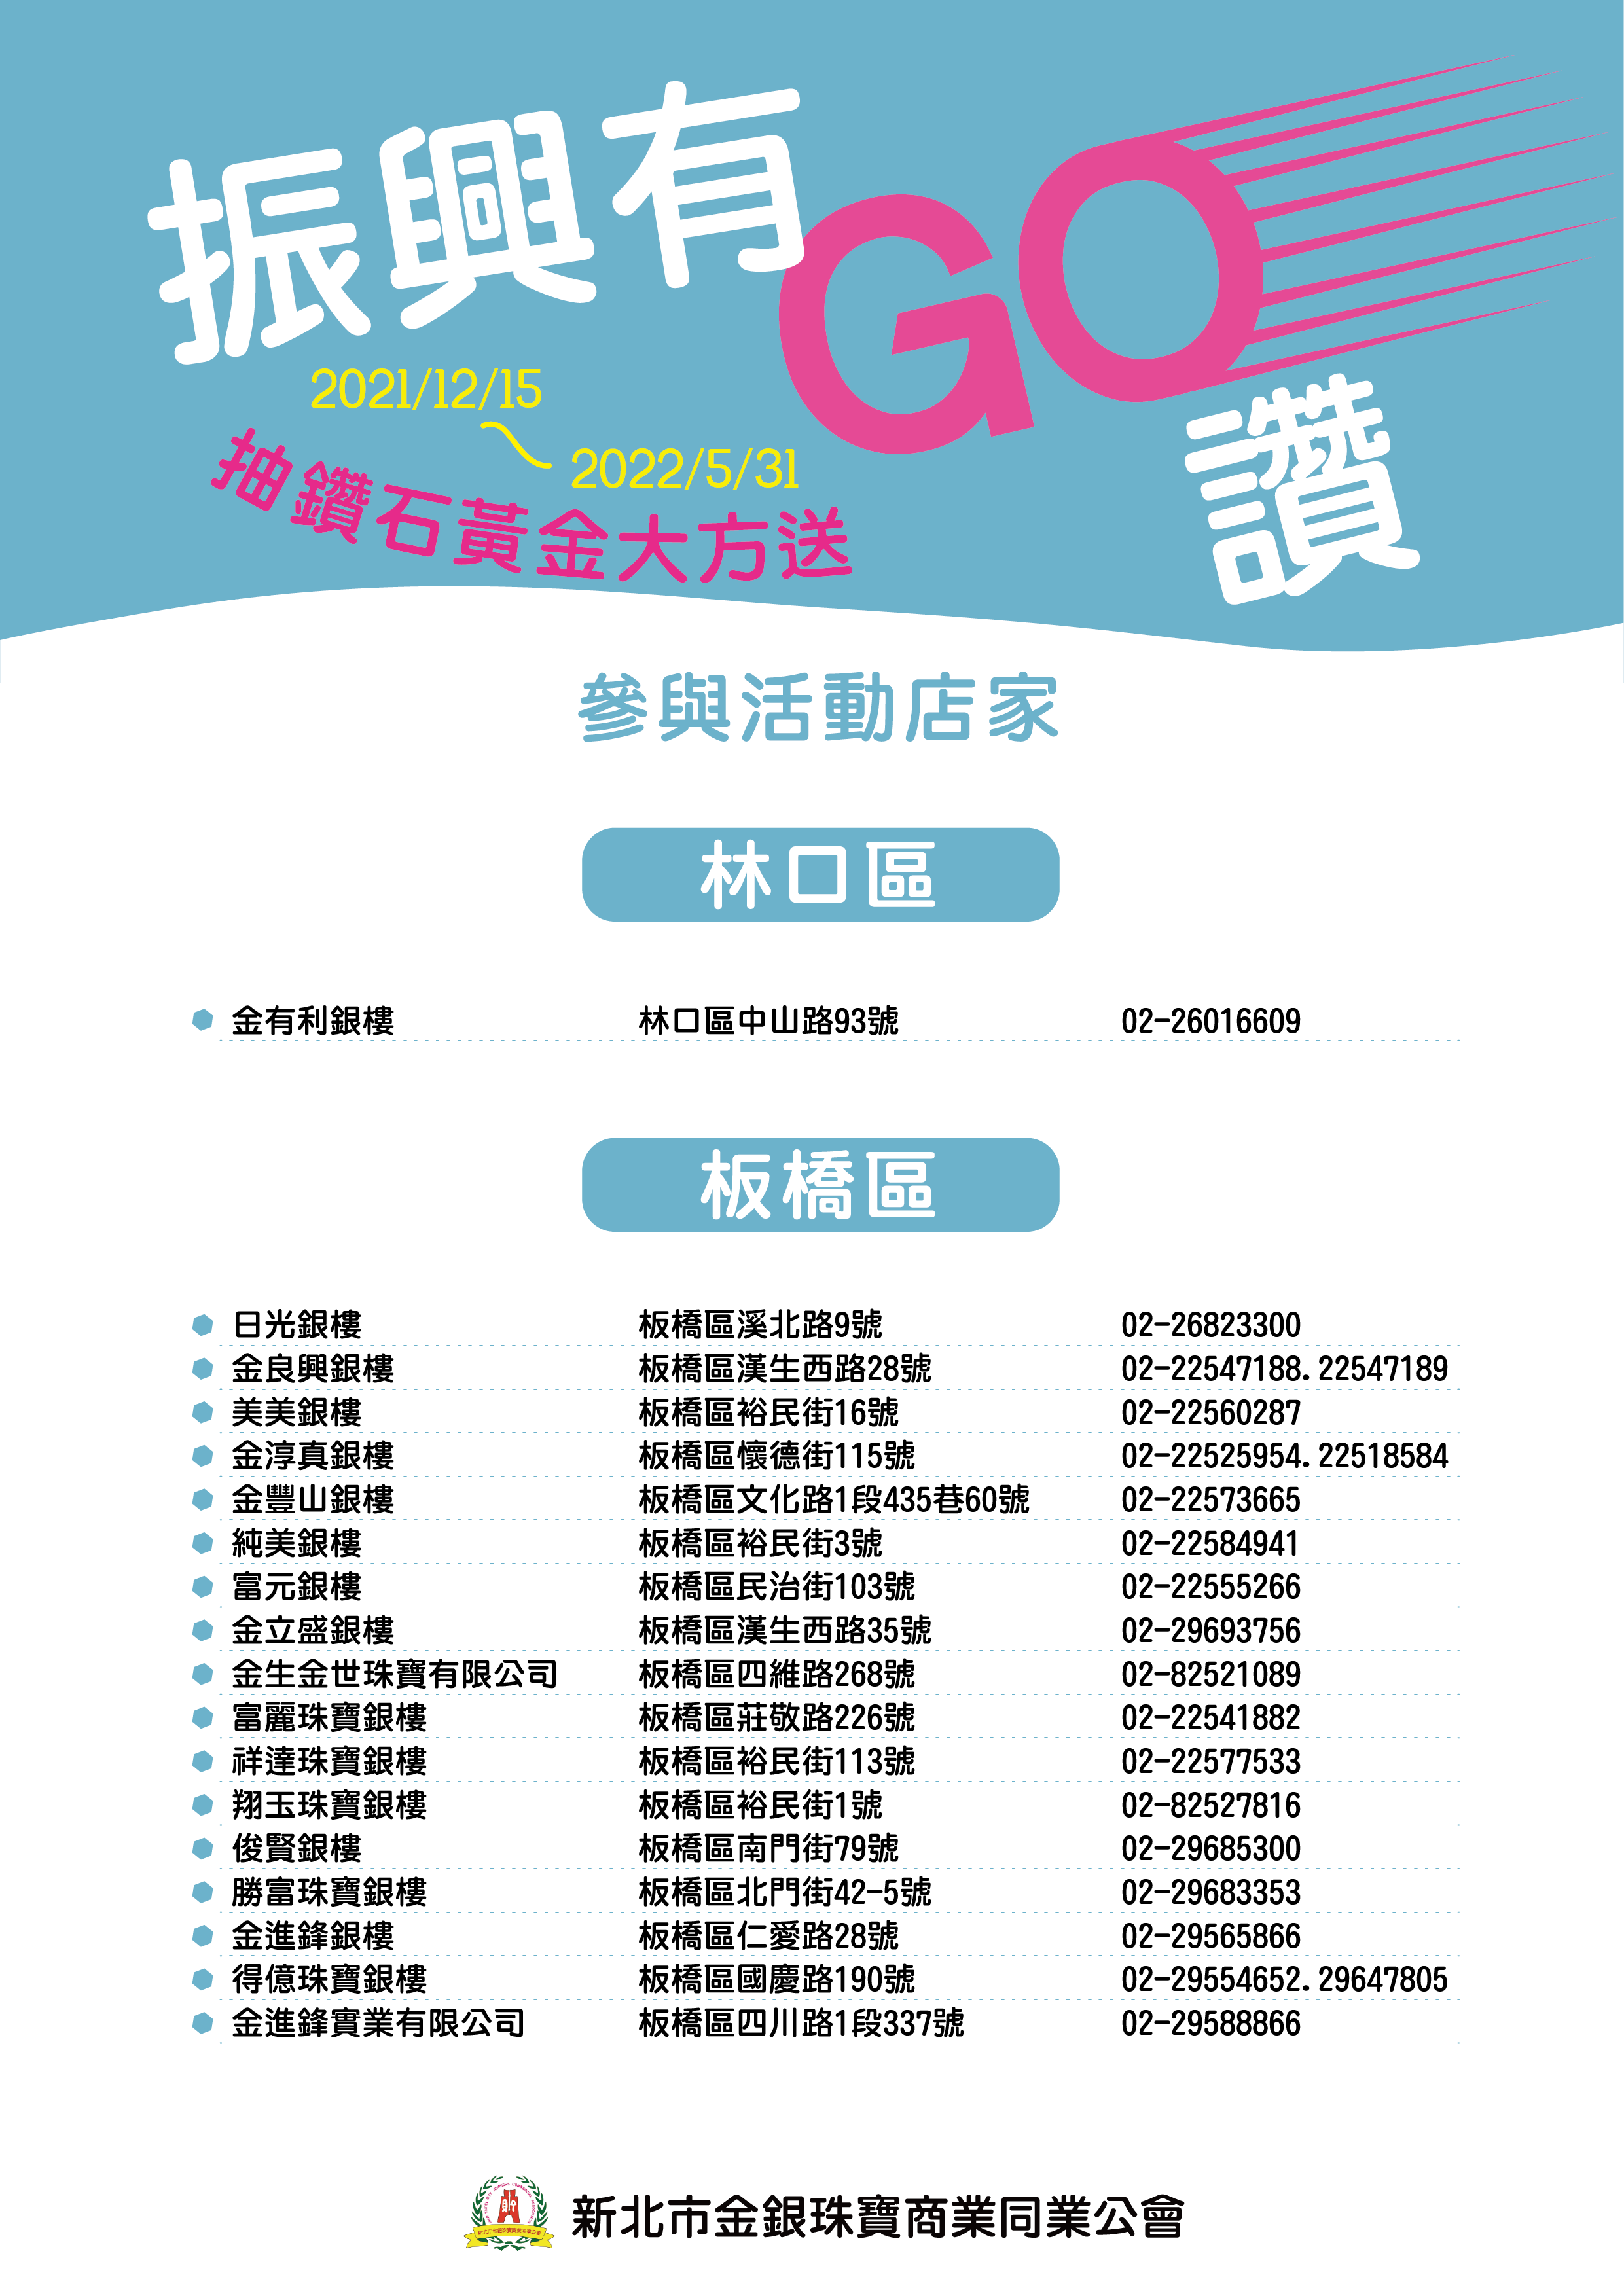 振興有GO讚
2021/12/15
2022/5/31
抽鑽石黃金大方送
參與活動店家
林口區
金有利銀樓 林口區中山路93號 02-26016609
板橋區
日光銀樓 板橋區溪北路9號 02-26823300
金良興銀樓 板橋區漢生西路28號 02-22547188.22547189
美美銀樓 板橋區裕民街16號 02-22560287
金淳真銀樓 板橋區懷德街115號 02-22525954.22518584
金豐山銀樓 板橋區文化路1段435巷60號 02-22573665
純美銀樓 板橋區裕民街3號 02-22584941
富元銀樓 板橋區民治街103號 02-22555266
金立盛銀樓 板橋區漢生西路35號 02-29693756
金生金世珠寶有限公司 板橋區四維路268號 02-82521089
富麗珠寶銀樓 板橋區莊敬路226號 02-22541882
祥達珠寶銀樓 板橋區裕民街113號 02-22577533
翔玉珠寶銀樓 板橋區裕民街1號 02-82527816
俊賢銀樓 板橋區南門街79號 02-29685300
勝富珠寶銀樓 板橋區北門街42-5號 02-29683353
金進鋒銀樓 板橋區仁愛路28號 02-29565866
得億珠寶銀樓 板橋區國慶路190號 02-29554652.29647805
金進鋒實業有限公司 板橋區四川路1段337號 02-29588866
新北市金銀珠寶商業同業公會
新北市金銀珠寶商業同業公會